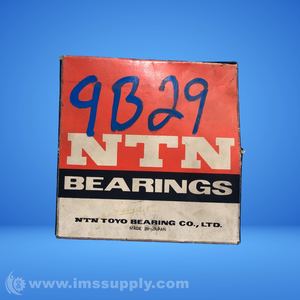 9B29
NTN
BEARINGS
NTN TOYO BEARING CO., LTD.
MADE IN JAPAN
www.imssupply.com